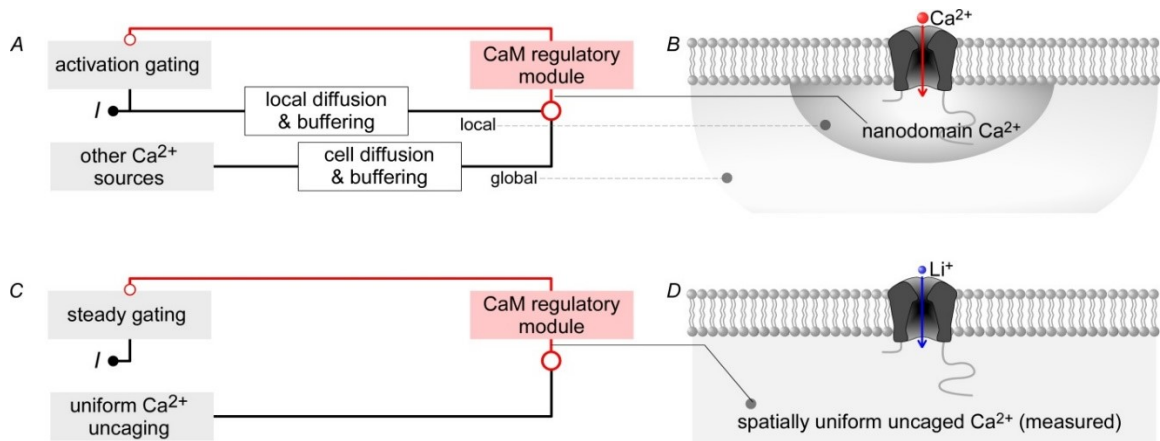 A
activation gating
I
CaM regulatory
module
local diffusion
& buffering
local
other Ca²⁺
sources
cell diffusion
& buffering
global
B
Ca²⁺
nanodomain Ca²⁺
C
steady gating
I
CaM regulatory
module
uniform Ca²⁺
uncaging
D
Li⁺
spatially uniform uncaged Ca²⁺ (measured)